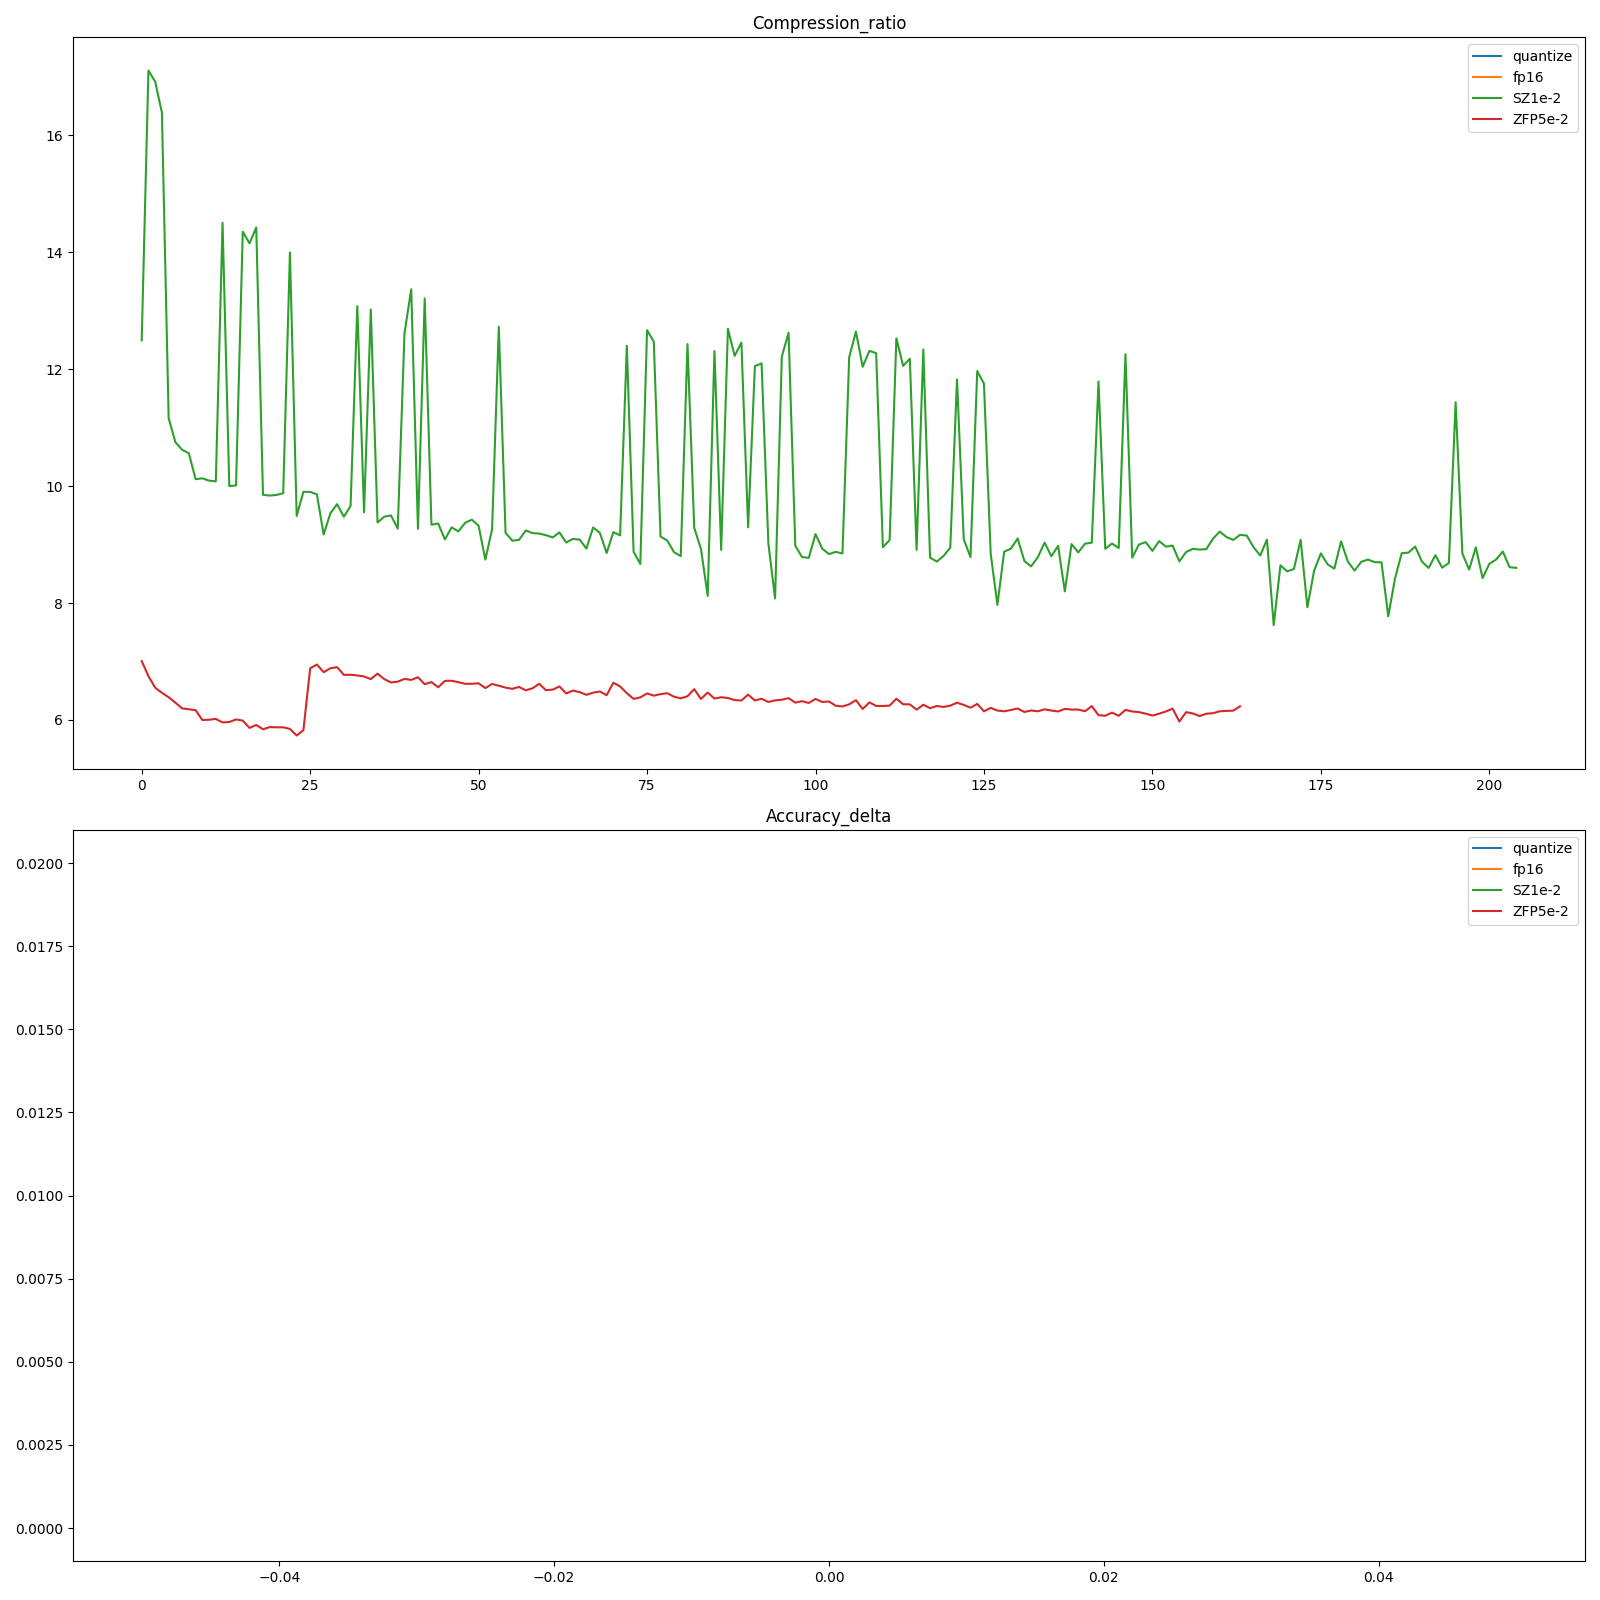 Compression_ratio
quantize
fp16
SZ1e-2
ZFP5e-2
16
14
12
10
8
6
0 25 50 75 100 125 150 175 200
Accuracy_delta
quantize
fp16
SZ1e-2
ZFP5e-2
0.0200
0.0175
0.0150
0.0125
0.0100
0.0075
0.0050
0.0025
0.0000
−0.04 −0.02 0.00 0.02 0.04